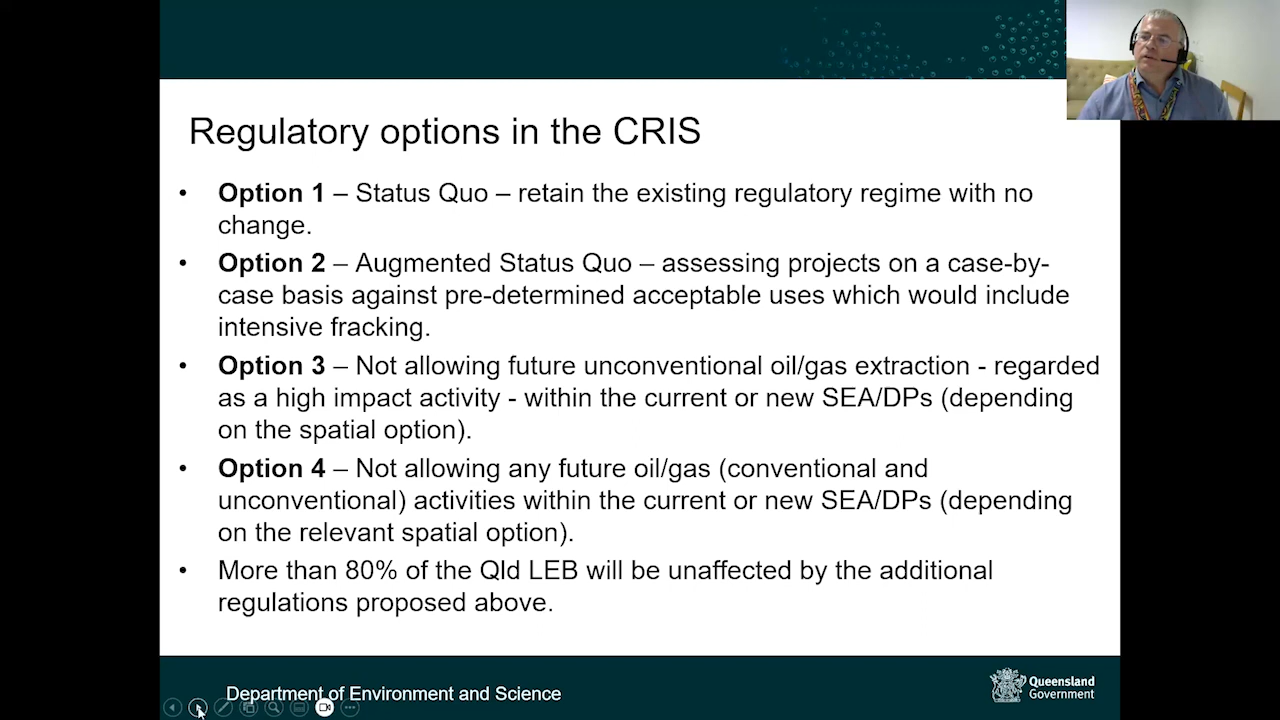 Regulatory options in the CRIS
• Option 1 – Status Quo – retain the existing regulatory regime with no
change.
• Option 2 – Augmented Status Quo – assessing projects on a case-by-
case basis against pre-determined acceptable uses which would include
intensive fracking.
• Option 3 – Not allowing future unconventional oil/gas extraction - regarded
as a high impact activity - within the current or new SEA/DPs (depending
on the spatial option).
• Option 4 – Not allowing any future oil/gas (conventional and
unconventional) activities within the current or new SEA/DPs (depending
on the relevant spatial option).
• More than 80% of the Qld LEB will be unaffected by the additional
regulations proposed above.
Department of Environment and Science
Queensland
Government